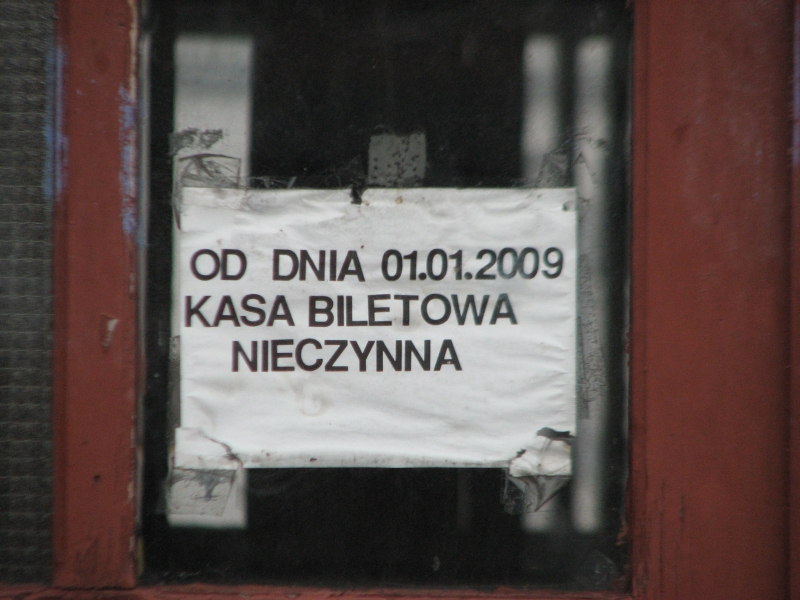 OD DNIA 01.01.2009
KASA BILETOWA
NIECZYNNA